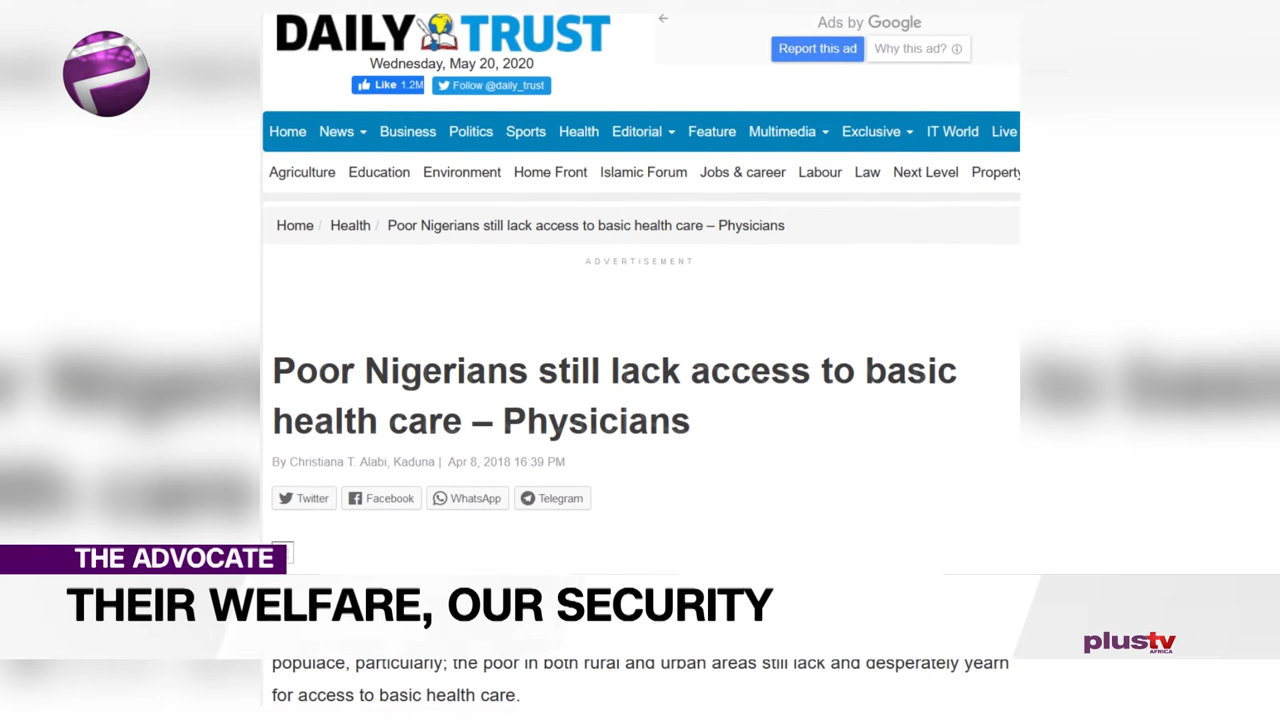 DAILY TRUST
Wednesday, May 20, 2020
Like 1.2M Follow @daily_trust
Ads by Google
Report this ad Why this ad?
Home News Business Politics Sports Health Editorial Feature Multimedia Exclusive IT World Live
Agriculture Education Environment Home Front Islamic Forum Jobs & career Labour Law Next Level Property
Home / Health / Poor Nigerians still lack access to basic health care – Physicians
ADVERTISEMENT
Poor Nigerians still lack access to basic
health care – Physicians
By Christiana T. Alabi, Kaduna | Apr 8, 2018 16:39 PM
Twitter Facebook WhatsApp Telegram
THE ADVOCATE
THEIR WELFARE, OUR SECURITY
plustv
AFRICA
populace, particularly; the poor in both rural and urban areas still lack and desperately yearn
for access to basic health care.